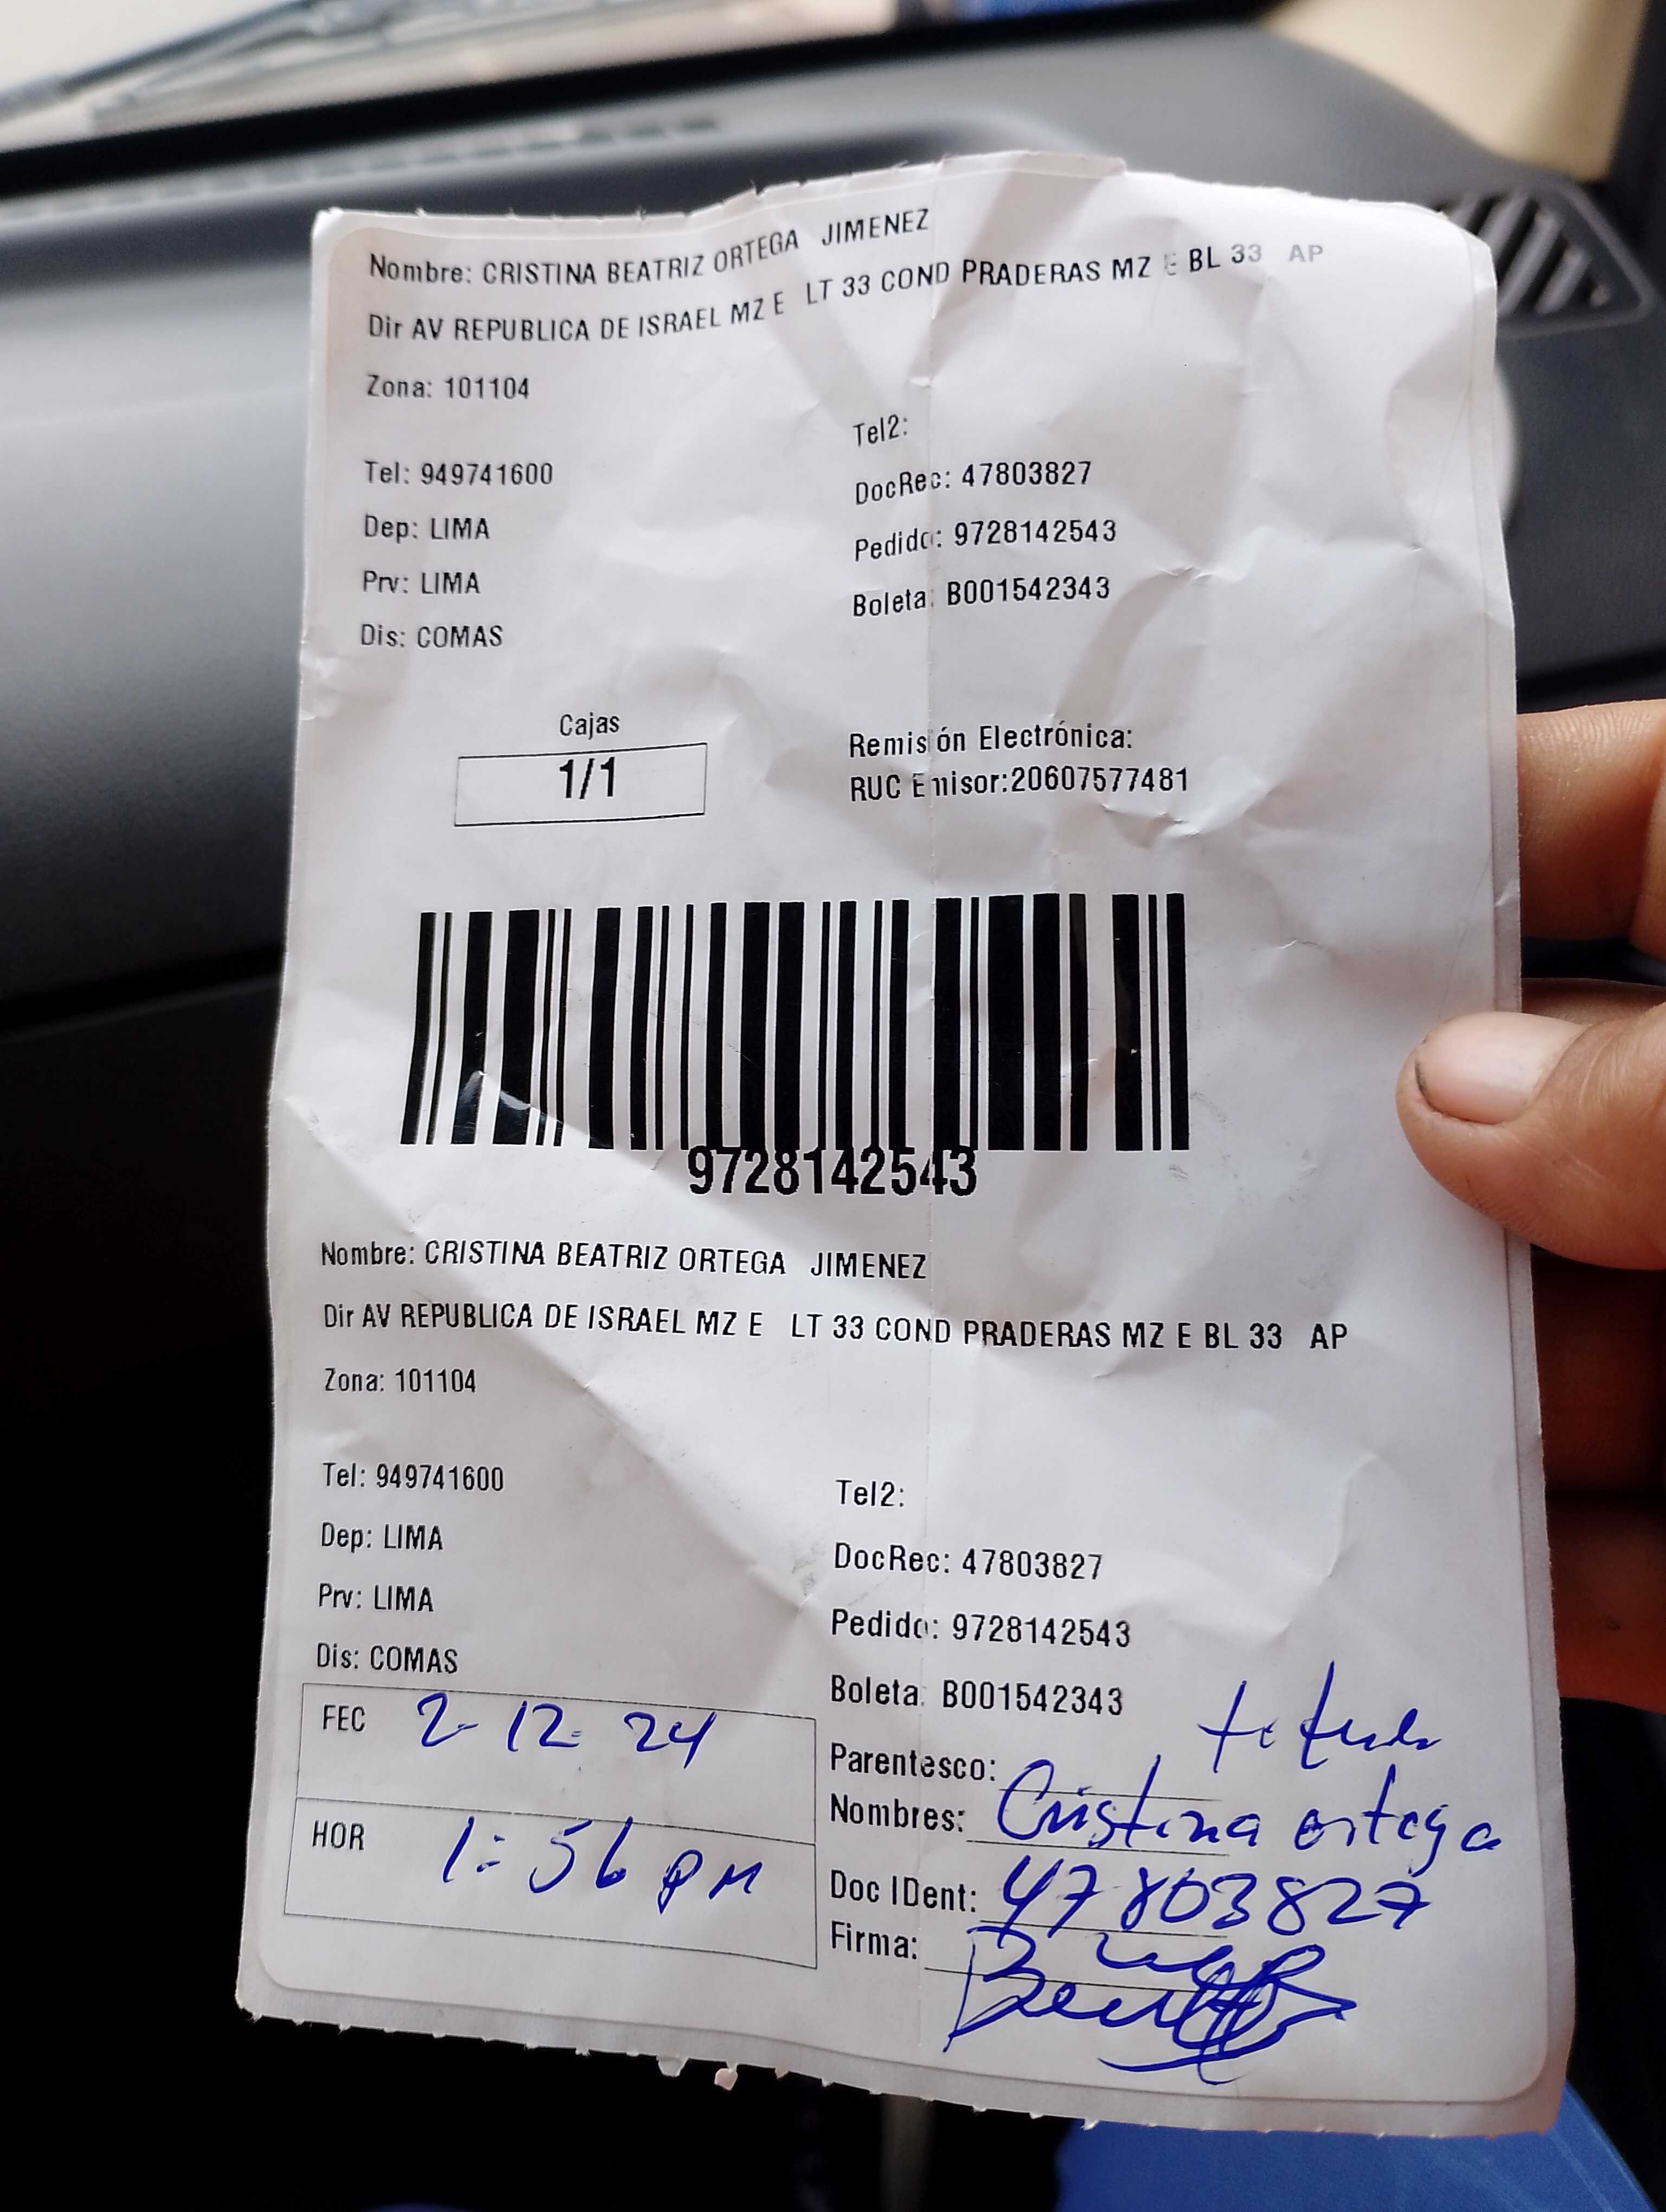 Nombre: CRISTINA BEATRIZ ORTEGA JIMENEZ
Dir AV REPUBLICA DE ISRAEL MZ E LT 33 COND PRADERAS MZ E BL 33 AP
Zona: 101104
Tel2:
Tel: 949741600
DocRec: 47803827
Dep: LIMA
Pedido: 9728142543
Prv: LIMA
Boleta: B001542343
Dis: COMAS
Cajas
1/1
Remisión Electrónica:
RUC Emisor:20607577481
9728142543
Nombre: CRISTINA BEATRIZ ORTEGA JIMENEZ
Dir AV REPUBLICA DE ISRAEL MZ E LT 33 COND PRADERAS MZ E BL 33 AP
Zona: 101104
Tel: 949741600
Tel2:
Dep: LIMA
DocRec: 47803827
Prv: LIMA
Pedido: 9728142543
Dis: COMAS
Boleta: B001542343
FEC 2-12-24
Parentesco:
Nombres: Cristina ortega
HOR 1:56 PM
Doc IDent: 47803827
Firma: